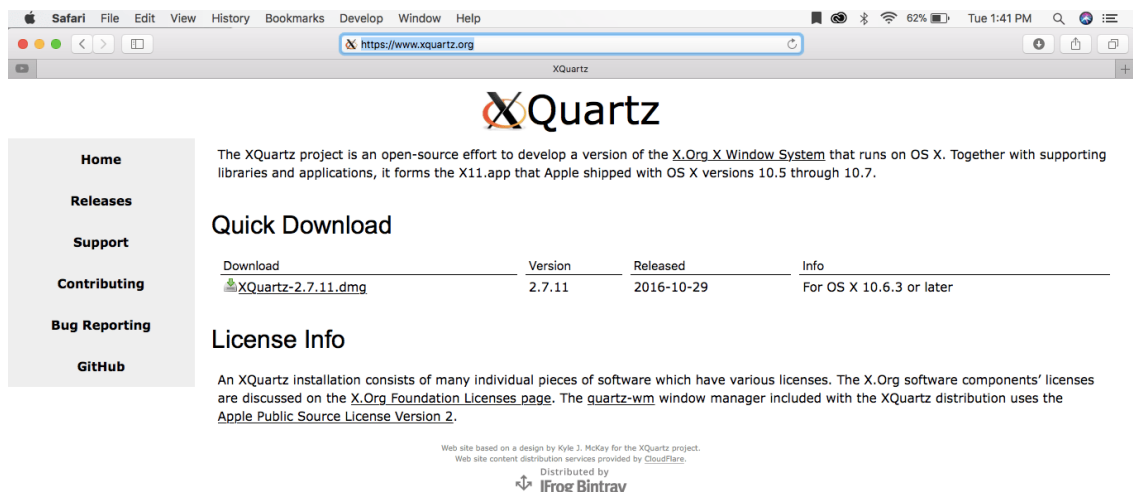 Safari File Edit View History Bookmarks Develop Window Help 62% Tue 1:41 PM
https://www.xquartz.org
XQuartz
XQuartz
Home
Releases
Support
Contributing
Bug Reporting
GitHub
The XQuartz project is an open-source effort to develop a version of the X.Org X Window System that runs on OS X. Together with supporting
libraries and applications, it forms the X11.app that Apple shipped with OS X versions 10.5 through 10.7.
Quick Download
Download Version Released Info
XQuartz-2.7.11.dmg 2.7.11 2016-10-29 For OS X 10.6.3 or later
License Info
An XQuartz installation consists of many individual pieces of software which have various licenses. The X.Org software components' licenses
are discussed on the X.Org Foundation Licenses page. The quartz-wm window manager included with the XQuartz distribution uses the
Apple Public Source License Version 2.
Web site based on a design by Kyle J. McKay for the XQuartz project.
Web site content distribution services provided by CloudFlare.
Distributed by
JFrog Bintray